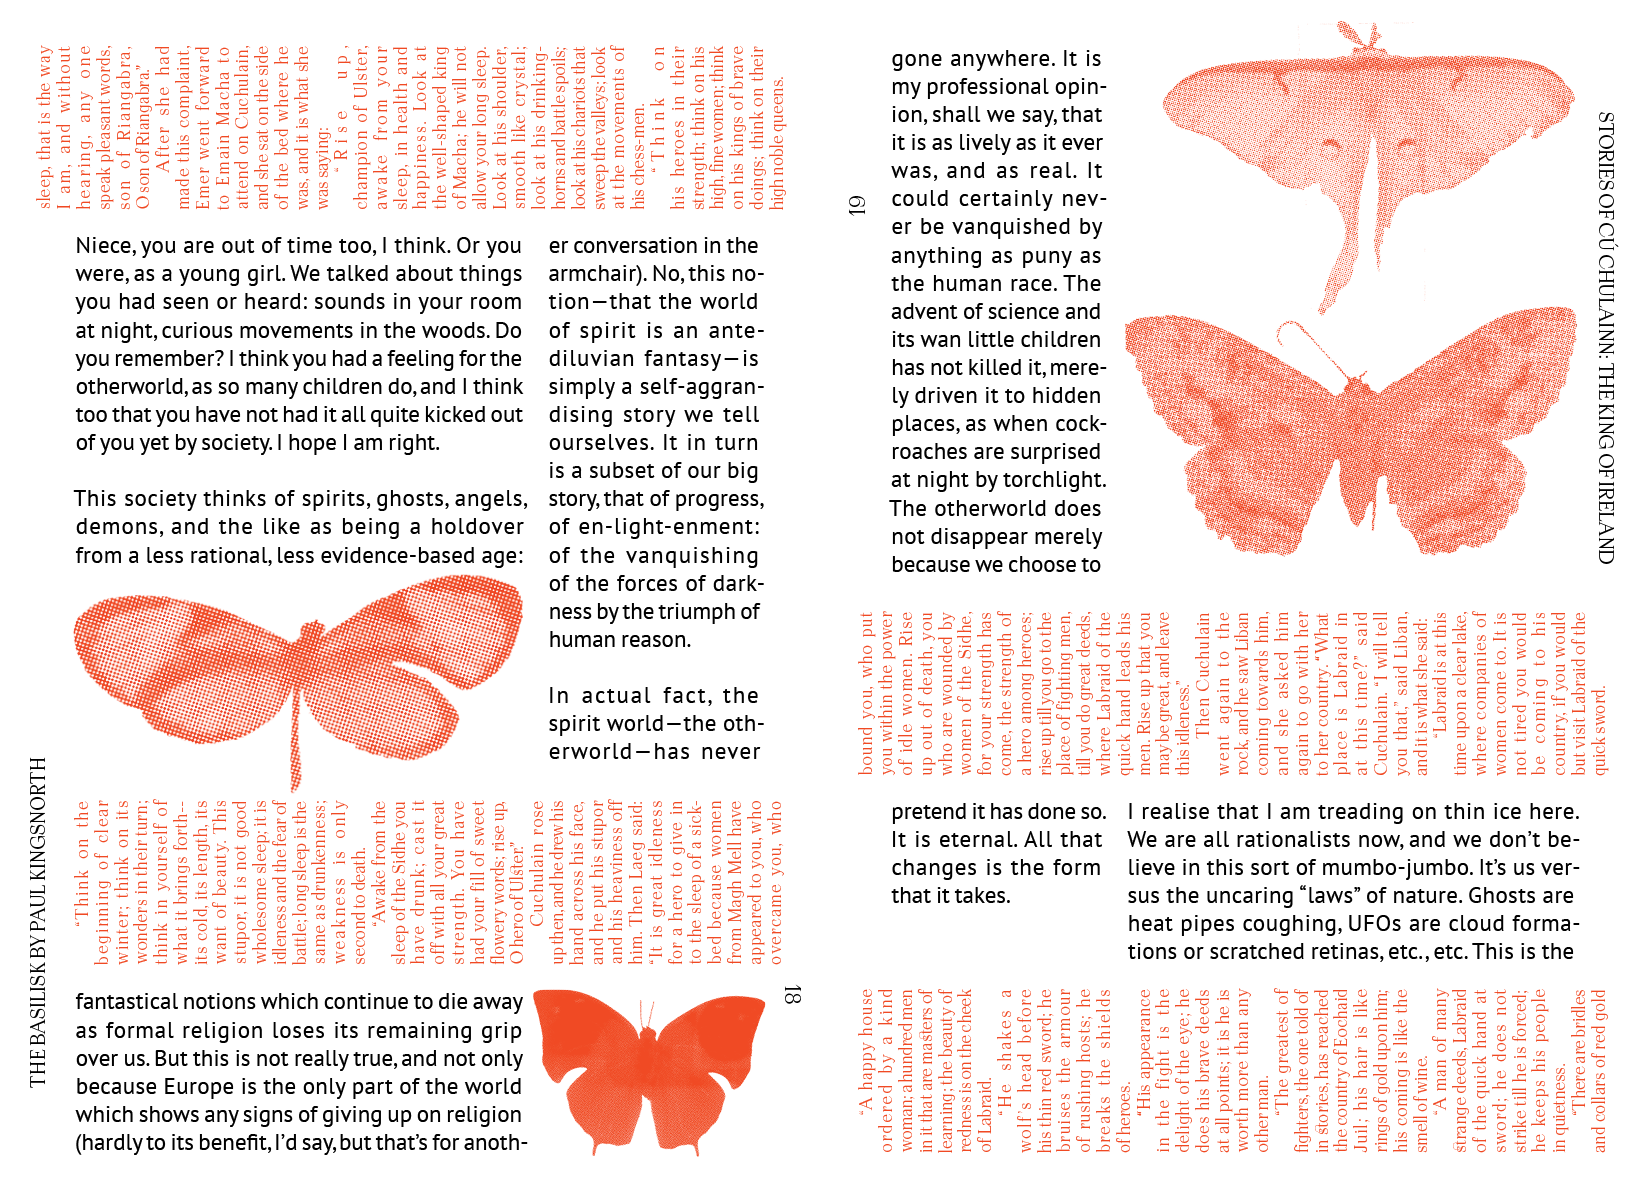 THE BASILISK BY PAUL KINGSNORTH
sleep, that is the way
I am, and without
hearing, any one
speak pleasant words,
son of Riangabra,
O son of Riangabra."
After she had
made this complaint,
Emer went forward
to Emain Macha to
attend on Cuchulain,
and she sat on the side
of the bed where he
was, and it is what she
was saying:
"Rise up,
champion of Ulster,
awake from your
sleep, in health and
happiness. Look at
the well-shaped king
of Macha; he will not
allow your long sleep.
Look at his shoulder,
smooth like crystal;
look at his drinking-
horns and battle spoils;
look at his chariots that
sweep the valleys; look
at the movements of
his chess-men.
"Think on
his heroes in their
strength; think on his
high, fine women; think
on his kings of brave
doings; think on their
high noble queens.
Niece, you are out of time too, I think. Or you
were, as a young girl. We talked about things
you had seen or heard: sounds in your room
at night, curious movements in the woods. Do
you remember? I think you had a feeling for the
otherworld, as so many children do, and I think
too that you have not had it all quite kicked out
of you yet by society. I hope I am right.
This society thinks of spirits, ghosts, angels,
demons, and the like as being a holdover
from a less rational, less evidence-based age:
"Think on the
beginning of clear
winter; think on its
wonders in their turn;
think in yourself of
what it brings forth--
its cold, its length, its
want of beauty. This
stupor, it is not good
wholesome sleep; it is
idleness and the fear of
battle; long sleep is the
same as drunkenness;
weakness is only
second to death.
"Awake from the
sleep of the Sidhe you
have drunk; cast it
off with all your great
strength. You have
had your fill of sweet
flowery words; rise up,
O hero of Ulster."
Cuchulain rose
up then, and he drew his
hand across his face,
and he put his stupor
and his heaviness off
him. Then Laeg said:
"It is great idleness
for a hero to give in
to the sleep of a sick-
bed because women
from Magh Mell have
appeared to you, who
overcame you, who
fantastical notions which continue to die away
as formal religion loses its remaining grip
over us. But this is not really true, and not only
because Europe is the only part of the world
which shows any signs of giving up on religion
(hardly to its benefit, I'd say, but that's for anoth-
er conversation in the
armchair). No, this no-
tion—that the world
of spirit is an ante-
diluvian fantasy—is
simply a self-aggran-
dising story we tell
ourselves. It in turn
is a subset of our big
story, that of progress,
of en-light-enment:
of the vanquishing
of the forces of dark-
ness by the triumph of
human reason.
In actual fact, the
spirit world—the oth-
erworld—has never
18
19
gone anywhere. It is
my professional opin-
ion, shall we say, that
it is as lively as it ever
was, and as real. It
could certainly nev-
er be vanquished by
anything as puny as
the human race. The
advent of science and
its wan little children
has not killed it, mere-
ly driven it to hidden
places, as when cock-
roaches are surprised
at night by torchlight.
The otherworld does
not disappear merely
because we choose to
STORIES OF CÚ CHULAINN: THE KING OF IRELAND
bound you, who put
you within the power
of idle women. Rise
up out of death, you
who are wounded by
women of the Sidhe,
for your strength has
come, the strength of
a hero among heroes;
rise up till you go to the
place of fighting men,
till you do great deeds,
where Labraid of the
quick hand leads his
men. Rise up that you
may be great, and leave
this idleness."
Then Cuchulain
went again to the
rock, and he saw Liban
coming towards him,
and she asked him
again to go with her
to her country. "What
place is Labraid in
at this time?" said
Cuchulain. "I will tell
you that," said Liban,
and it is what she said:
"Labraid is at this
time upon a clear lake,
where companies of
women come to. It is
not tired you would
be coming to his
country, if you would
but visit Labraid of the
quick sword.
pretend it has done so.
It is eternal. All that
changes is the form
that it takes.
I realise that I am treading on thin ice here.
We are all rationalists now, and we don't be-
lieve in this sort of mumbo-jumbo. It's us ver-
sus the uncaring "laws" of nature. Ghosts are
heat pipes coughing, UFOs are cloud forma-
tions or scratched retinas, etc., etc. This is the
"A happy house
ordered by a kind
woman; a hundred men
in it that are masters of
learning; the beauty of
redness is on the cheek
of Labraid.
"He shakes a
wolf's head before
his thin red sword; he
bruises the armour
of rushing hosts; he
breaks the shields
of heroes.
"His appearance
in the fight is the
delight of the eye; he
does his brave deeds
at all points; it is he is
worth more than any
other man.
"The greatest of
fighters, the one told of
in stories, has reached
the country of Eochaid
Juil; his hair is like
rings of gold upon him;
his coming is like the
smell of wine.
"A man of many
strange deeds, Labraid
of the quick hand at
sword; he does not
strike till he is forced;
he keeps his people
in quietness.
"There are bridles
and collars of red gold